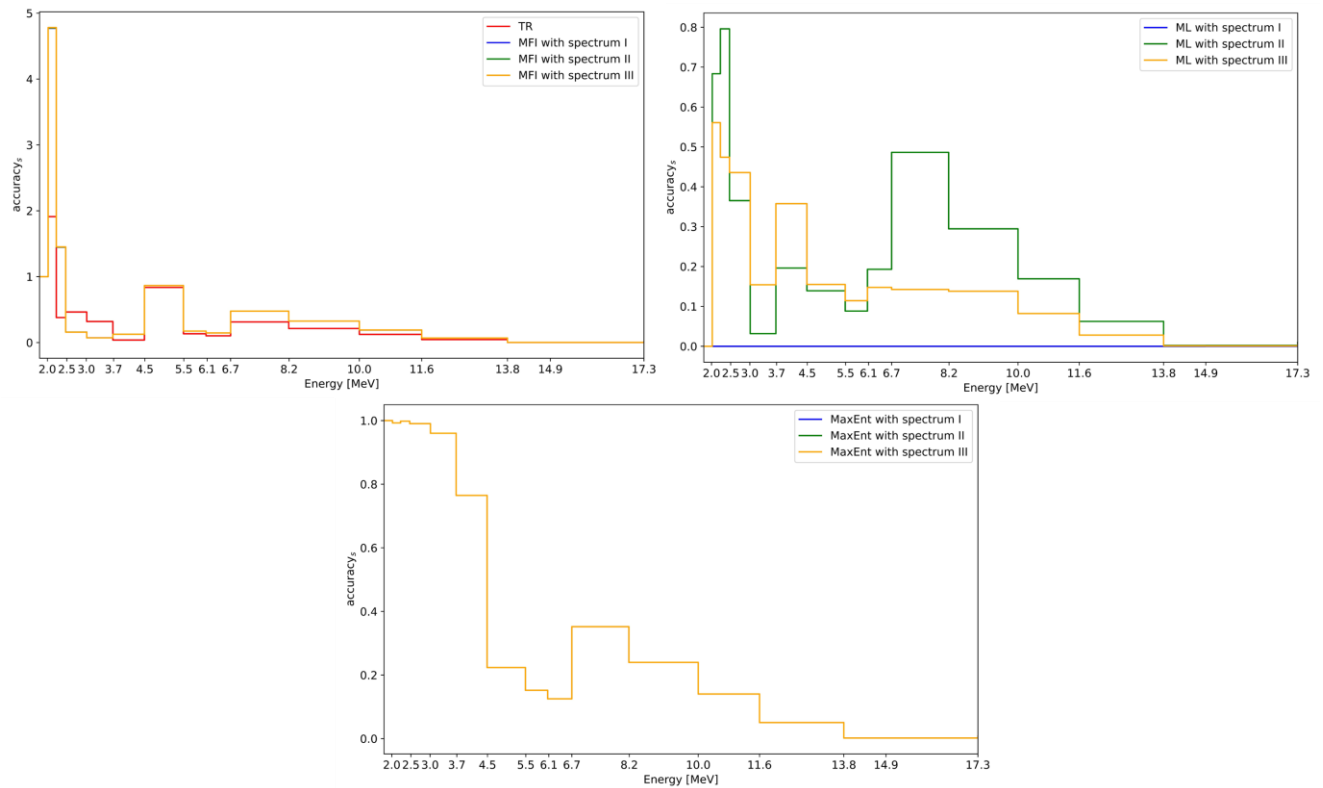 TR
MFI with spectrum I
MFI with spectrum II
MFI with spectrum III
accuracyₛ
5
4
3
2
1
0
2.0 2.5 3.0 3.7 4.5 5.5 6.1 6.7 8.2 10.0 11.6 13.8 14.9 17.3
Energy [MeV]
ML with spectrum I
ML with spectrum II
ML with spectrum III
accuracyₛ
0.8
0.7
0.6
0.5
0.4
0.3
0.2
0.1
0.0
2.0 2.5 3.0 3.7 4.5 5.5 6.1 6.7 8.2 10.0 11.6 13.8 14.9 17.3
Energy [MeV]
MaxEnt with spectrum I
MaxEnt with spectrum II
MaxEnt with spectrum III
accuracyₛ
1.0
0.8
0.6
0.4
0.2
0.0
2.0 2.5 3.0 3.7 4.5 5.5 6.1 6.7 8.2 10.0 11.6 13.8 14.9 17.3
Energy [MeV]